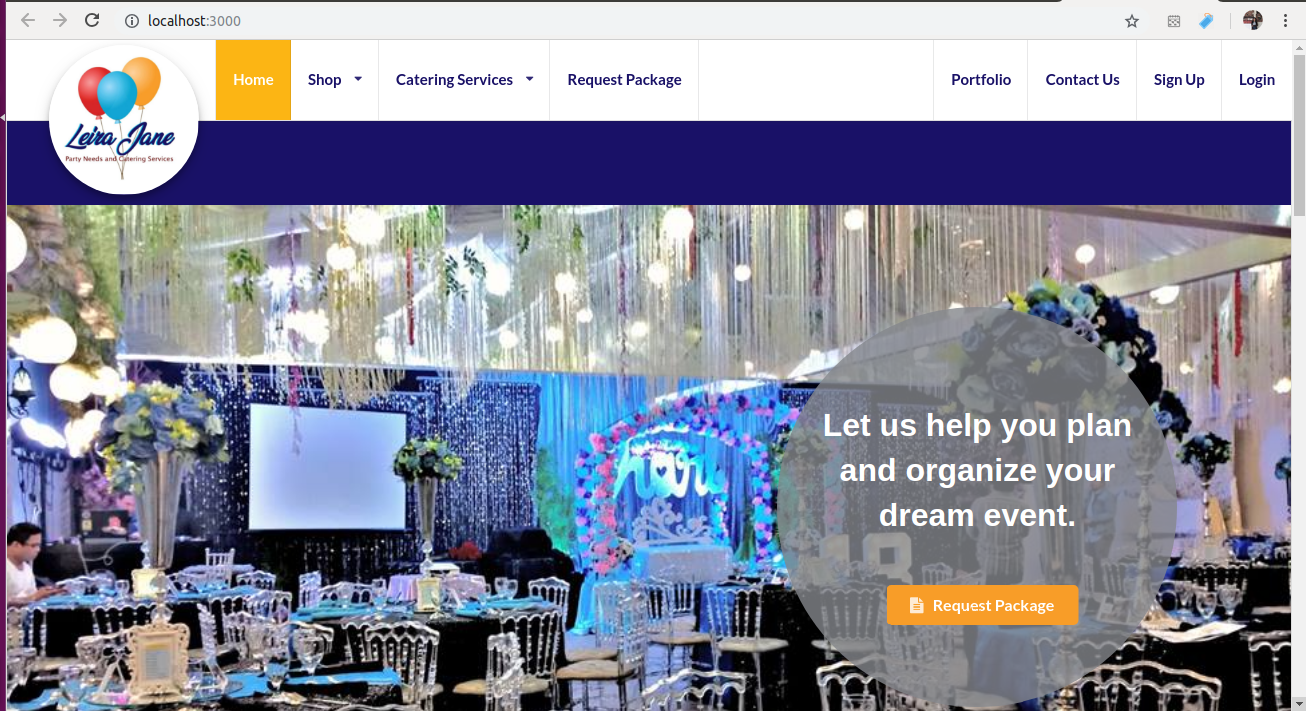 localhost:3000
Home
Shop
Catering Services
Request Package
Portfolio
Contact Us
Sign Up
Login
Leira Jane
Party Needs and Catering Services
Let us help you plan
and organize your
dream event.
18
Request Package